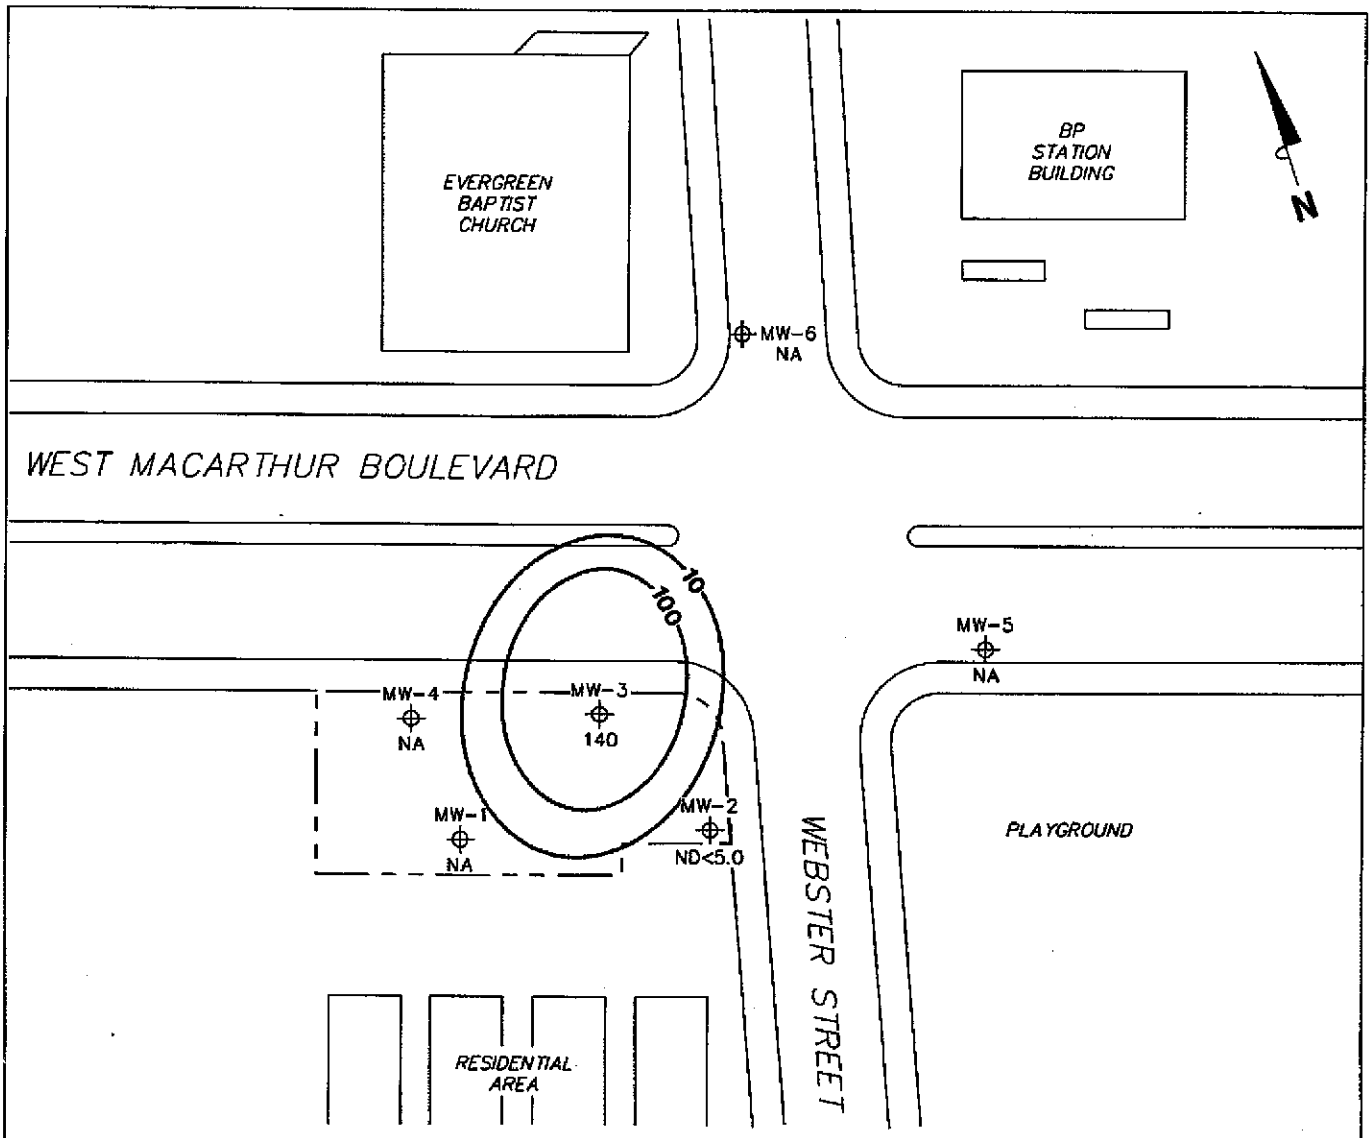 EVERGREEN
BAPTIST
CHURCH
BP
STATION
BUILDING
N
MW-6
NA
WEST MACARTHUR BOULEVARD
10
100
MW-5
NA
MW-4
NA
MW-3
140
MW-1
NA
MW-2
ND<5.0
PLAYGROUND
WEBSTER STREET
RESIDENTIAL
AREA